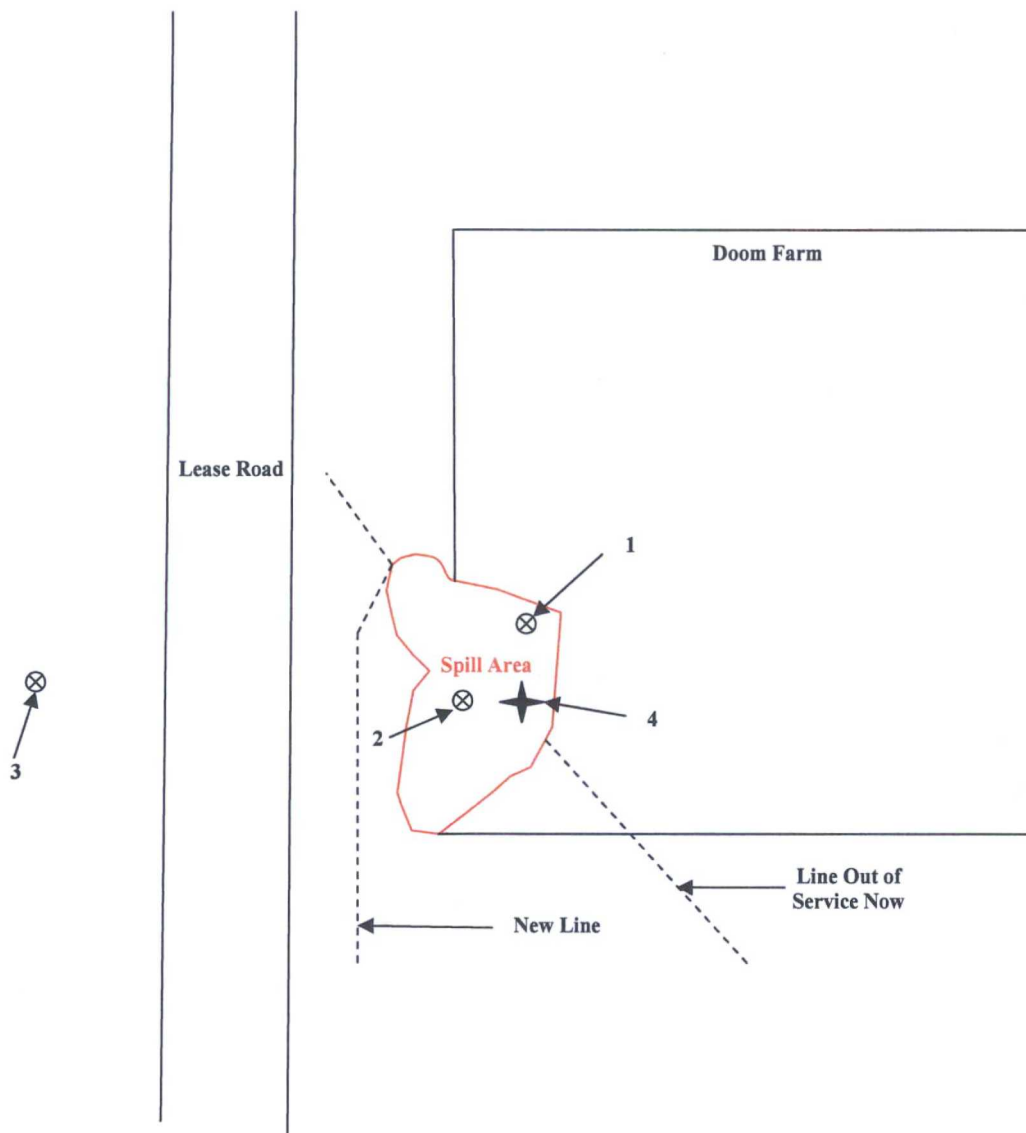 Doom Farm
Lease Road
1
Spill Area
2
4
3
Line Out of
Service Now
New Line